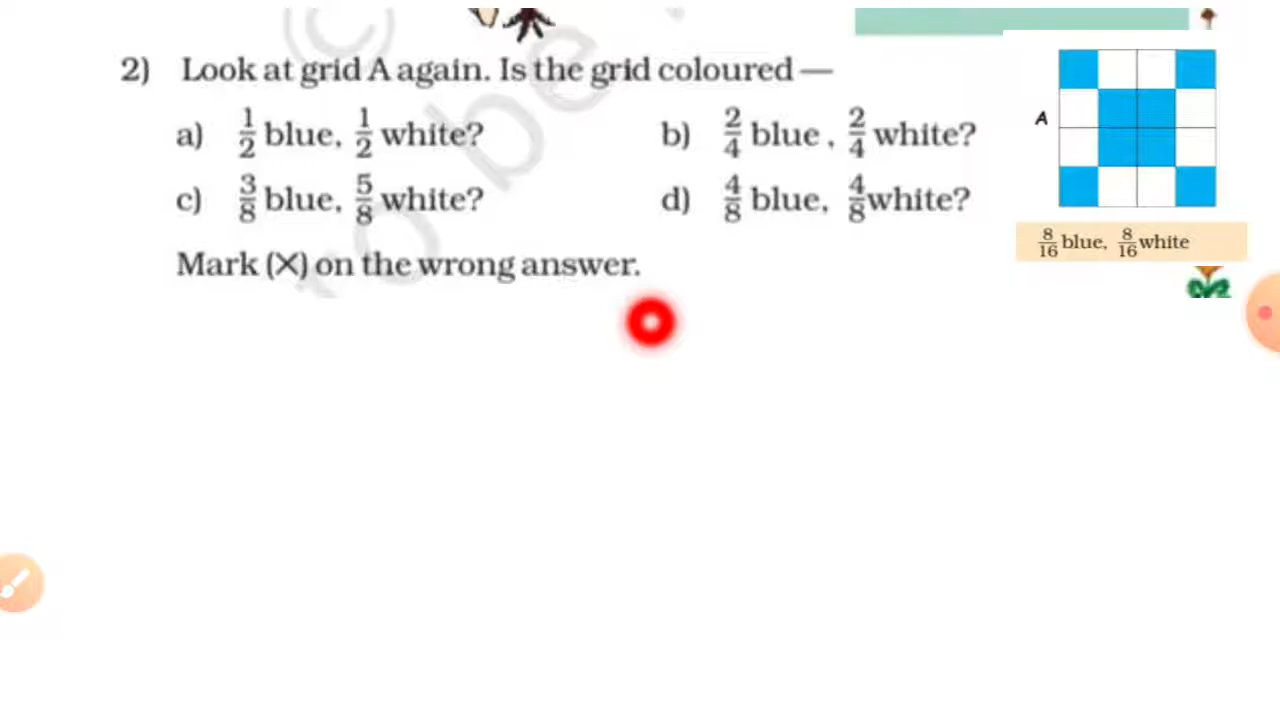 2) Look at grid A again. Is the grid coloured —
a) 1/2 blue, 1/2 white?
b) 2/4 blue, 2/4 white?
c) 3/8 blue, 5/8 white?
d) 4/8 blue, 4/8 white?
Mark (X) on the wrong answer.
A
8/16 blue, 8/16 white
©
o be